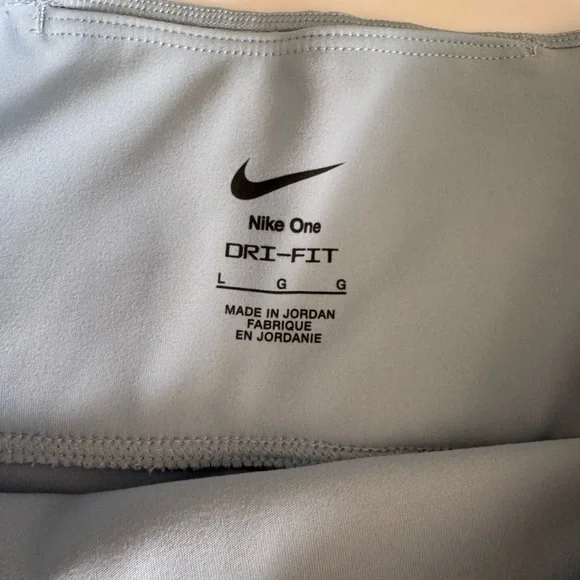 Nike One
DRI-FIT
L G G
MADE IN JORDAN
FABRIQUE
EN JORDANIE